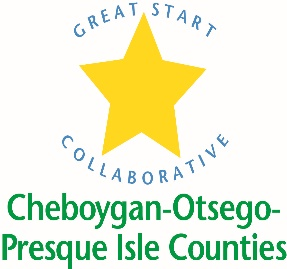 GREAT START
COLLABORATIVE
Cheboygan-Otsego-
Presque Isle Counties